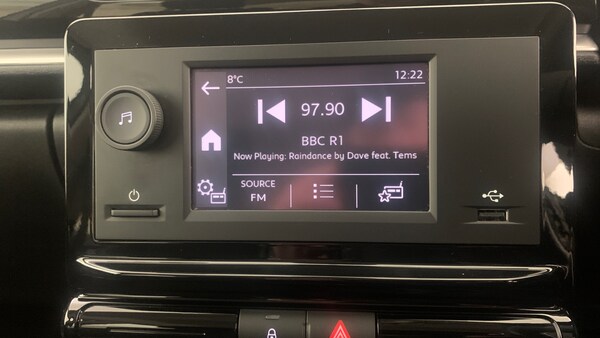 8°C 12:22
97.90
BBC R1
Now Playing: Raindance by Dave feat. Tems
SOURCE
FM